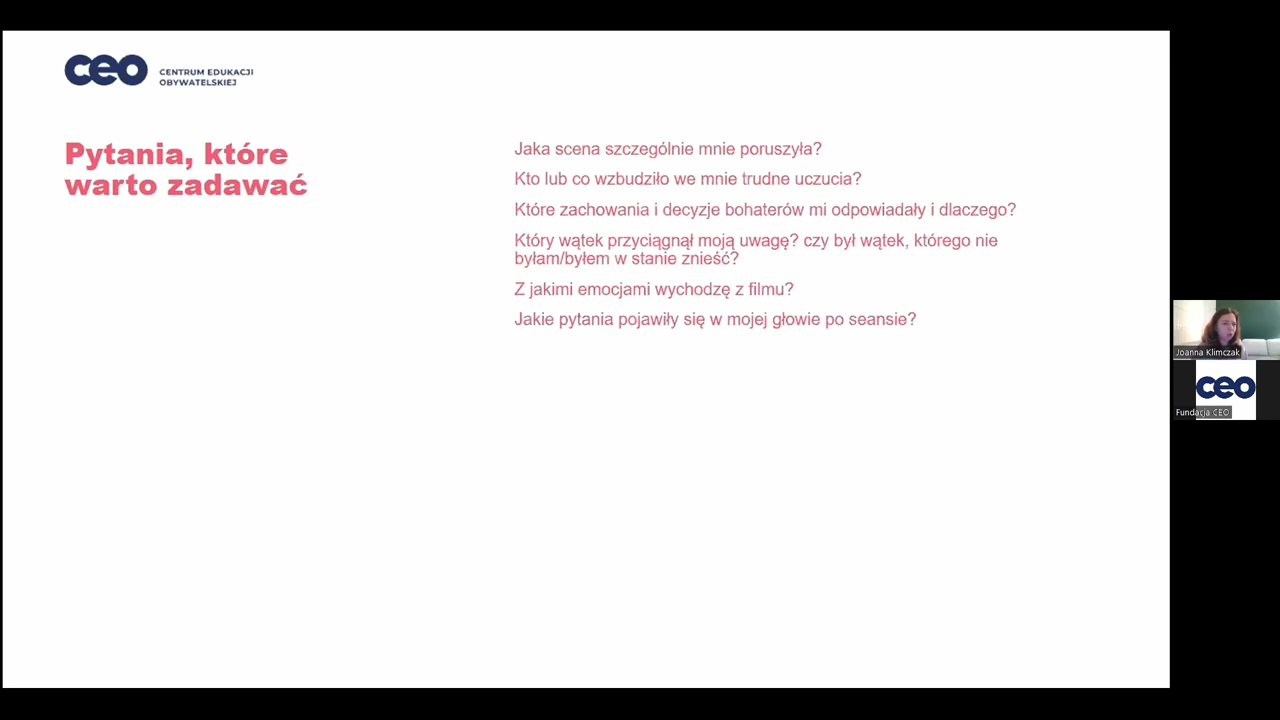 ceo
CENTRUM EDUKACJI
OBYWATELSKIEJ
Pytania, które
warto zadawać
Jaka scena szczególnie mnie poruszyła?
Kto lub co wzbudziło we mnie trudne uczucia?
Które zachowania i decyzje bohaterów mi odpowiadały i dlaczego?
Który wątek przyciągnął moją uwagę? czy był wątek, którego nie
byłam/byłem w stanie znieść?
Z jakimi emocjami wychodzę z filmu?
Jakie pytania pojawiły się w mojej głowie po seansie?
Joanna Klimczak
ceo
Fundacja CEO